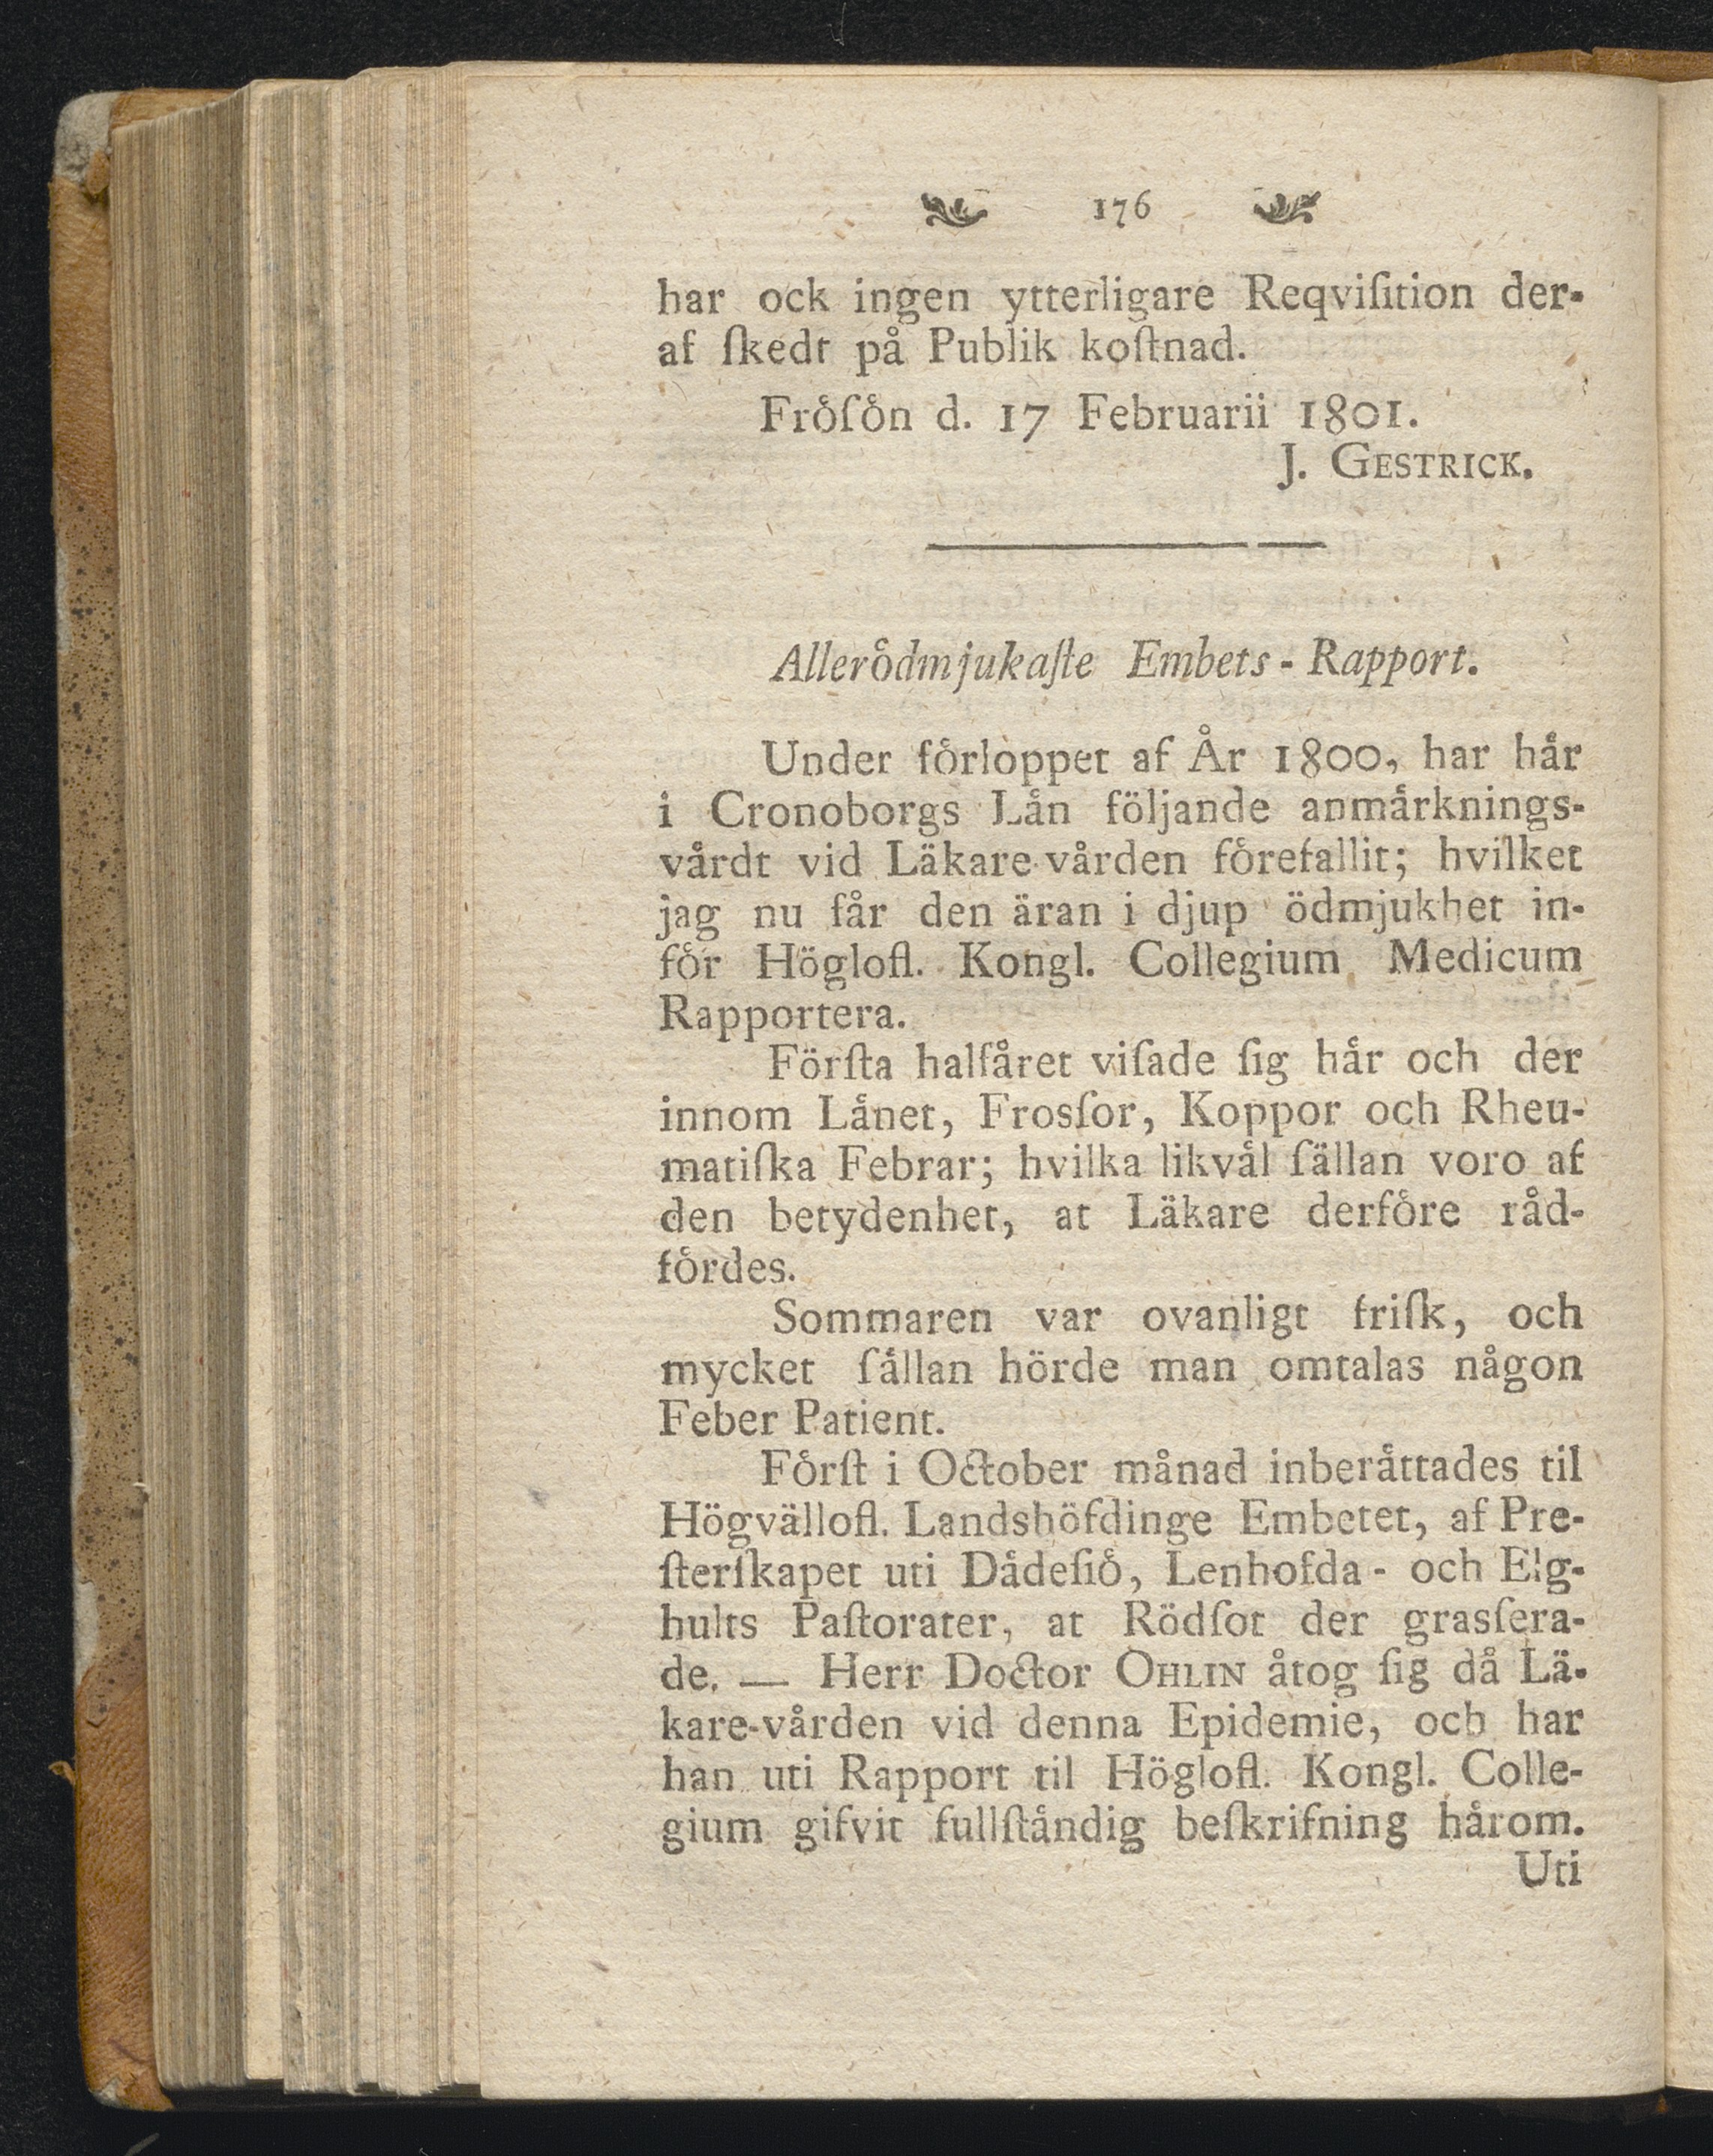 176
har ock ingen ytterligare Reqviſition der-
af ſkedt på Publik koſtnad.
Fröſön d. 17 Februarii 1801.
J. GESTRICK.
Allerödmjukaſte Embets-Rapport.
Under förloppet af År 1800, har här
i Cronoborgs Län följande anmärknings-
värdt vid Läkare-vården förefallit; hvilket
jag nu får den äran i djup ödmjukhet in-
för Höglofl. Kongl. Collegium Medicum
Rapportera.
Förſta halfåret viſade ſig här och der
innom Länet, Frosſor, Koppor och Rheu-
matiſka Febrar; hvilka likväl ſällan voro af
den betydenhet, at Läkare derföre råd-
fördes.
Sommaren var ovanligt friſk, och
mycket ſällan hörde man omtalas någon
Feber Patient.
Förſt i October månad inberättades til
Högvällofl. Landshöfdinge Embetet, af Pre-
ſterſkapet uti Dädeſiö, Lenhofda- och Elg-
hults Paſtorater, at Rödſot der grasſera-
de. — Herr Doctor OHLIN åtog ſig då Lä-
kare-vården vid denna Epidemie, och har
han uti Rapport til Höglofl. Kongl. Colle-
gium gifvit fullſtändig beſkrifning härom.
Uti